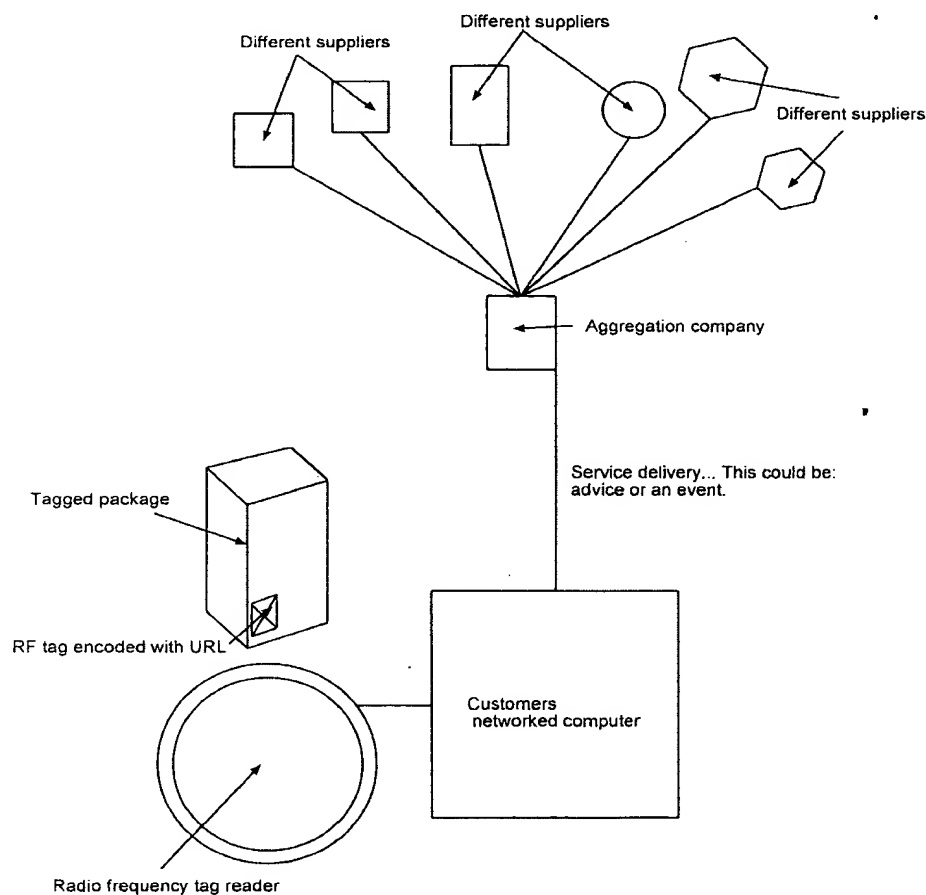 Different suppliers
Different suppliers
Different suppliers
Aggregation company
Service delivery... This could be:
advice or an event.
Tagged package
RF tag encoded with URL
Customers
networked computer
Radio frequency tag reader